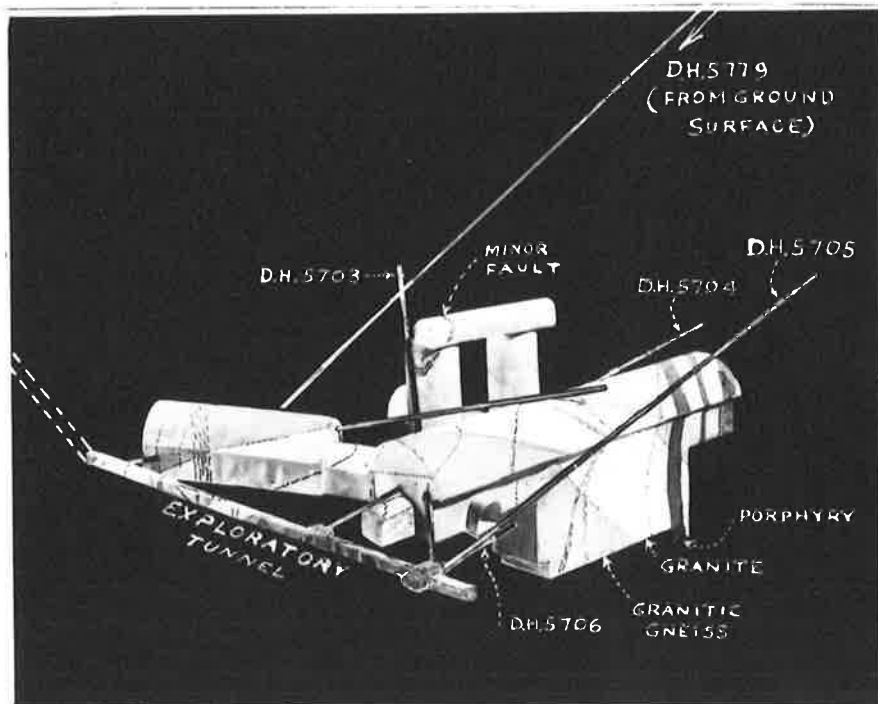 D.H.5779
(FROM GROUND
SURFACE)
D.H.5705
MINOR
FAULT
D.H.5703
D.H.5704
EXPLORATORY
TUNNEL
PORPHYRY
GRANITE
GRANITIC
GNEISS
D.H.5706